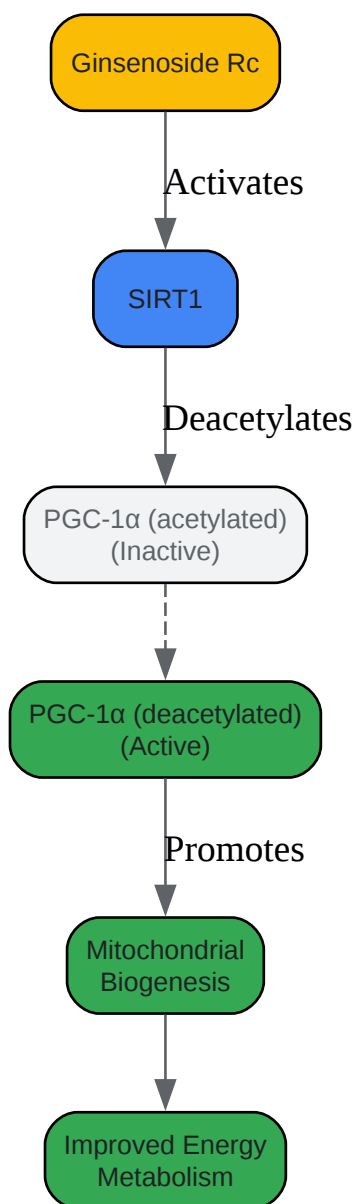 Ginsenoside Rc
Activates
SIRT1
Deacetylates
PGC-1α (acetylated)
(Inactive)
PGC-1α (deacetylated)
(Active)
Promotes
Mitochondrial
Biogenesis
Improved Energy
Metabolism